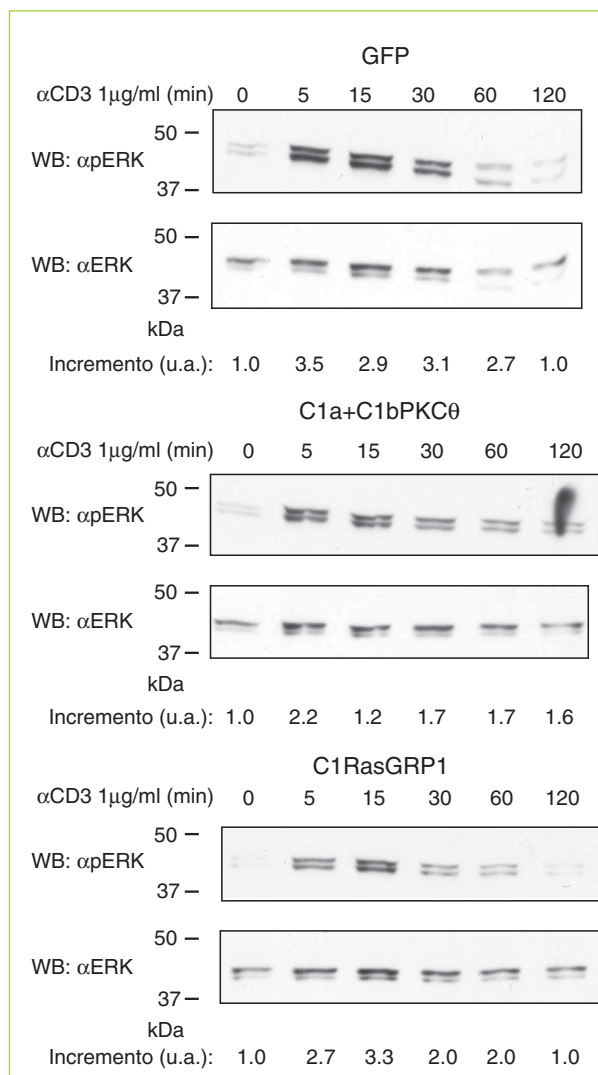 GFP
αCD3 1μg/ml (min) 0 5 15 30 60 120
50
WB: αpERK
37
50
WB: αERK
37
kDa
Incremento (u.a.): 1.0 3.5 2.9 3.1 2.7 1.0
C1a+C1bPKCθ
αCD3 1μg/ml (min) 0 5 15 30 60 120
50
WB: αpERK
37
50
WB: αERK
37
kDa
Incremento (u.a.): 1.0 2.2 1.2 1.7 1.7 1.6
C1RasGRP1
αCD3 1μg/ml (min) 0 5 15 30 60 120
50
WB: αpERK
37
50
WB: αERK
37
kDa
Incremento (u.a.): 1.0 2.7 3.3 2.0 2.0 1.0